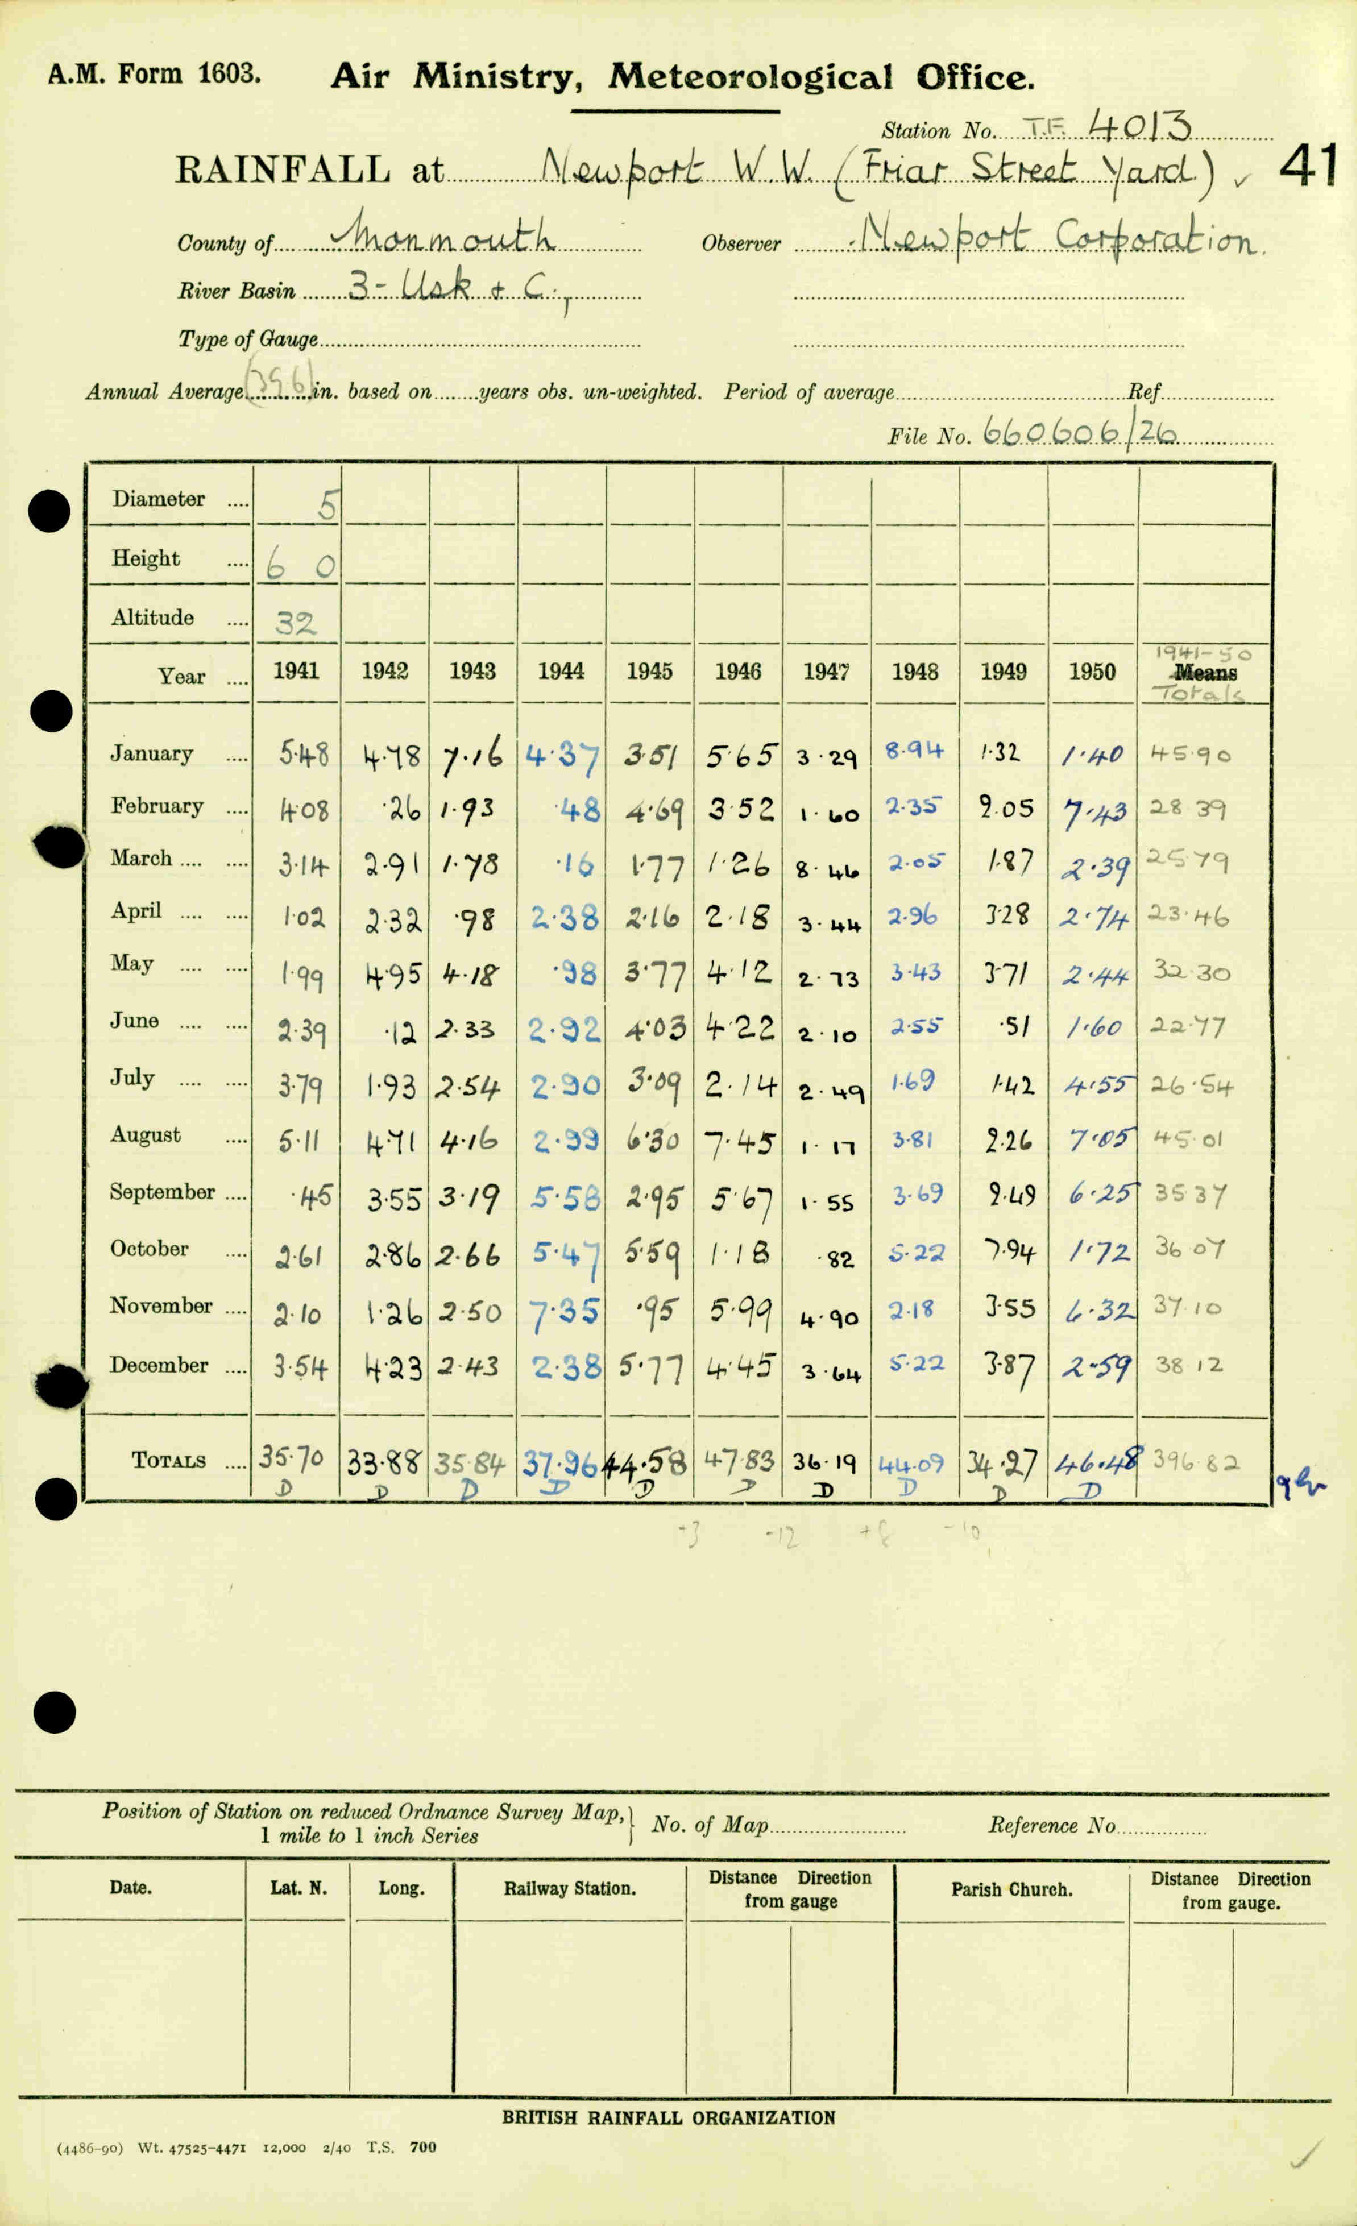 A.M. Form 1603. Air Ministry, Meteorological Office.
Station No. T.F. 4013
RAINFALL at Newport W.W. (Friar Street Yard) ✓ 41
County of Monmouth Observer Newport Corporation.
River Basin 3 - Usk + C.,
Type of Gauge
Annual Average (396) in. based on years obs. un-weighted. Period of average Ref
File No. 660606/26
Diameter .... 5
Height .... 6 0
Altitude .... 32
Year .... 1941 1942 1943 1944 1945 1946 1947 1948 1949 1950 1941-50 Means Totals
January .... 5.48 4.78 7.16 4.37 3.51 5.65 3.29 8.94 1.32 1.40 45.90
February .... 4.08 .26 1.93 .48 4.69 3.52 1.60 2.35 2.05 7.43 28 39
March .... .... 3.14 2.91 1.78 .16 1.77 1.26 8.46 2.05 1.87 2.39 25 79
April .... .... 1.02 2.32 .98 2.38 2.16 2.18 3.44 2.96 3.28 2.74 23.46
May .... .... 1.99 4.95 4.18 .98 3.77 4.12 2.73 3.43 3.71 2.44 32.30
June .... .... 2.39 .12 2.33 2.92 4.03 4.22 2.10 2.55 .51 1.60 22.77
July .... .... 3.79 1.93 2.54 2.90 3.09 2.14 2.49 1.69 1.42 4.55 26.54
August .... 5.11 4.71 4.16 2.99 6.30 7.45 1.17 3.81 2.26 7.05 45.01
September .... .45 3.55 3.19 5.58 2.95 5.67 1.55 3.69 2.49 6.25 35.37
October .... 2.61 2.86 2.66 5.47 5.59 1.18 .82 5.22 7.94 1.72 36 07
November .... 2.10 1.26 2.50 7.35 .95 5.99 4.90 2.18 3.55 6.32 37.10
December .... 3.54 4.23 2.43 2.38 5.77 4.45 3.64 5.22 3.87 2.59 38 12
TOTALS .... 35.70 33.88 35.84 37.96 44.58 47.83 36.19 44.09 34.27 46.48 396.82
D D D D D D D D D D
-3 -12 +8 -10
Position of Station on reduced Ordnance Survey Map,} No. of Map Reference No
1 mile to 1 inch Series
Date. Lat. N. Long. Railway Station. Distance Direction from gauge Parish Church. Distance Direction from gauge.
BRITISH RAINFALL ORGANIZATION
(4486-90) Wt. 47525-4471 12,000 2/40 T.S. 700